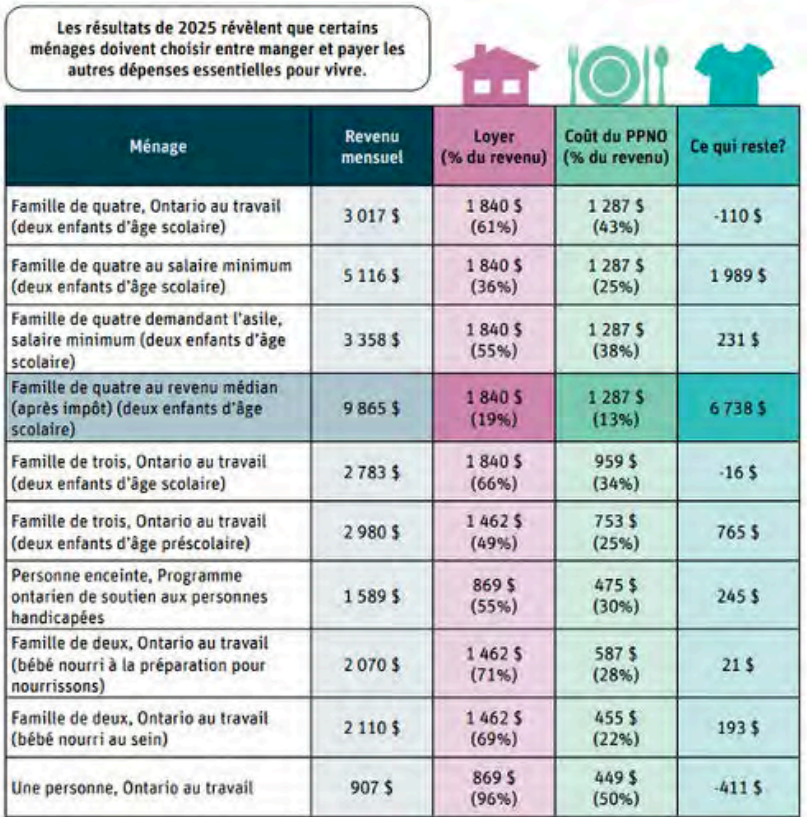 Les résultats de 2025 révèlent que certains
ménages doivent choisir entre manger et payer les
autres dépenses essentielles pour vivre.
Ménage
Revenu
mensuel
Loyer
(% du revenu)
Coût du PPNO
(% du revenu)
Ce qui reste?
Famille de quatre, Ontario au travail
(deux enfants d'âge scolaire)
3 017 $
1 840 $
(61%)
1 287 $
(43%)
-110 $
Famille de quatre au salaire minimum
(deux enfants d'âge scolaire)
5 116 $
1 840 $
(36%)
1 287 $
(25%)
1 989 $
Famille de quatre demandant l'asile,
salaire minimum (deux enfants d'âge
scolaire)
3 358 $
1 840 $
(55%)
1 287 $
(38%)
231 $
Famille de quatre au revenu médian
(après impôt) (deux enfants d'âge
scolaire)
9 865 $
1 840 $
(19%)
1 287 $
(13%)
6 738 $
Famille de trois, Ontario au travail
(deux enfants d'âge scolaire)
2 783 $
1 840 $
(66%)
959 $
(34%)
-16 $
Famille de trois, Ontario au travail
(deux enfants d'âge préscolaire)
2 980 $
1 462 $
(49%)
753 $
(25%)
765 $
Personne enceinte, Programme
ontarien de soutien aux personnes
handicapées
1 589 $
869 $
(55%)
475 $
(30%)
245 $
Famille de deux, Ontario au travail
(bébé nourri à la préparation pour
nourrissons)
2 070 $
1 462 $
(71%)
587 $
(28%)
21 $
Famille de deux, Ontario au travail
(bébé nourri au sein)
2 110 $
1 462 $
(69%)
455 $
(22%)
193 $
Une personne, Ontario au travail
907 $
869 $
(96%)
449 $
(50%)
-411 $